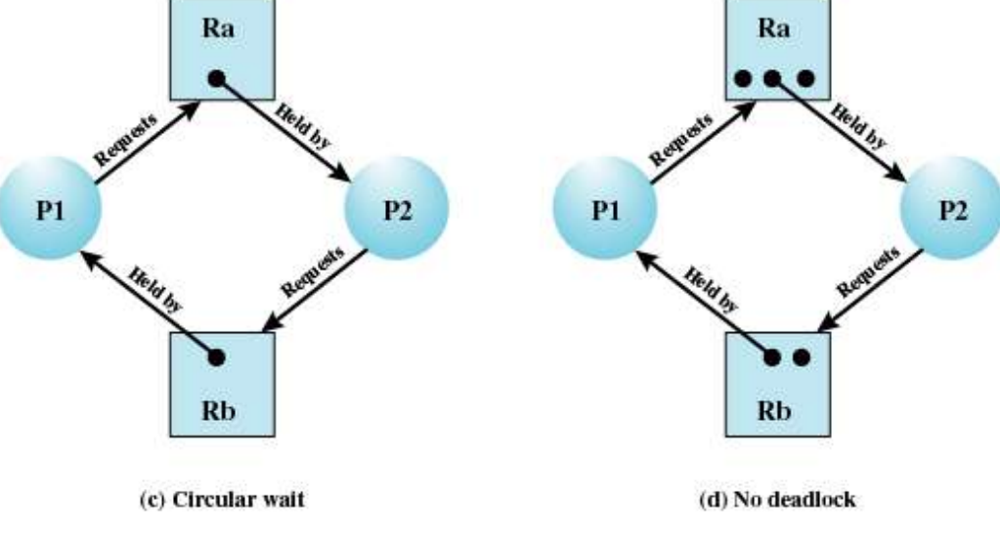 Ra
Requests
Held by
P1
P2
Held by
Requests
Rb
(c) Circular wait
Ra
Requests
Held by
P1
P2
Held by
Requests
Rb
(d) No deadlock